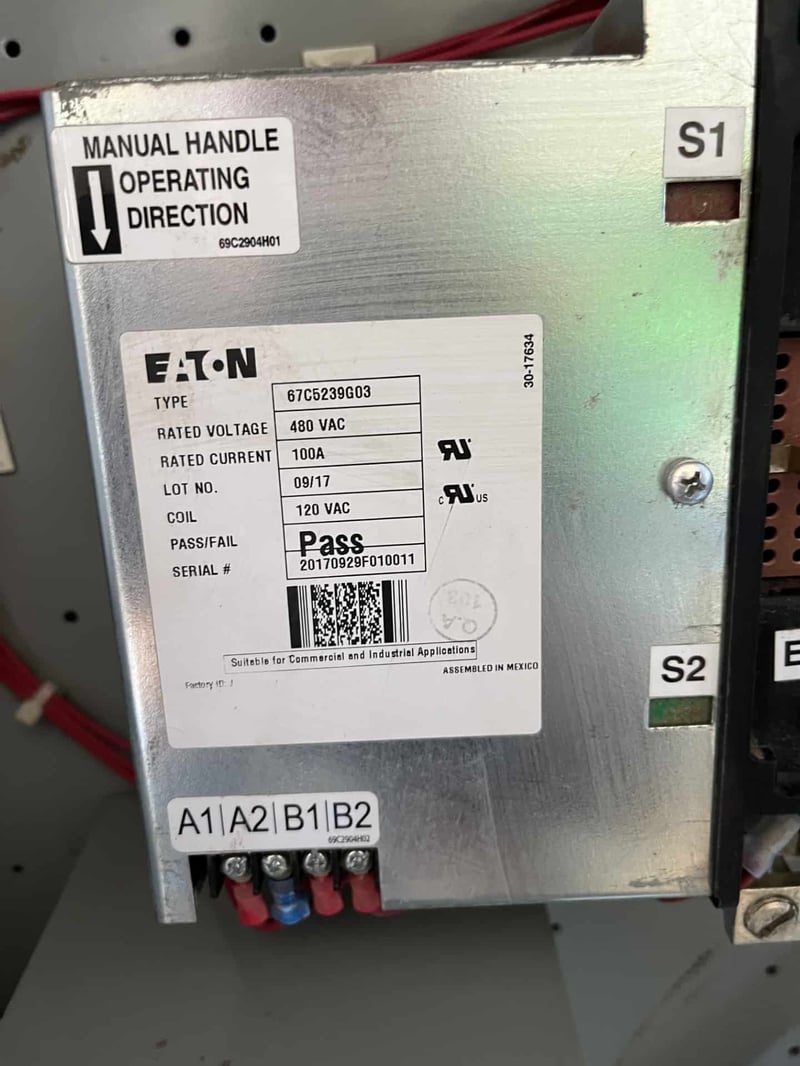 MANUAL HANDLE
OPERATING
DIRECTION
69C2904H01
S1
EATON
30-17634
TYPE 67C5239G03
RATED VOLTAGE 480 VAC
RATED CURRENT 100A
LOT NO. 09/17
COIL 120 VAC
PASS/FAIL Pass
SERIAL # 20170929F010011
c US
Q.A
103
Suitable for Commercial and Industrial Applications
ASSEMBLED IN MEXICO
Factory ID: /
S2
E
A1|A2|B1|B2
69C2904H02